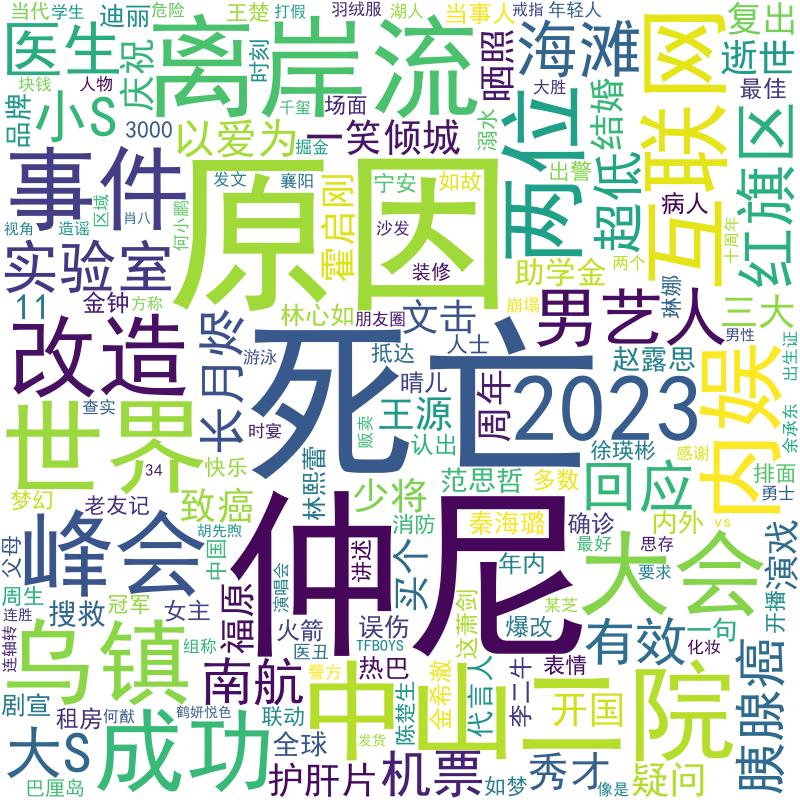 当代
学生
危险
迪丽
王楚
羽绒服
湖人
当事人
戒指
年轻人
块钱
打假
医生
庆祝
时刻
离岸流
晒照
海滩
复出
逝世
品牌
小S
人物
3000
千玺
场面
掘金
大胜
以爱为
一笑倾城
溺水
两位
结婚
互联网
最佳
红旗区
事件
原因
发文
襄阳
宁安
如故
出警
超低
视角
造谣
区域
肖八
何小鹏
霍启刚
沙发
病人
十周年
实验室
装修
助学金
两个
11
金钟
方称
林心如
朋友圈
文击
崩塌
男艺人
琳娜
三大
男性
改造
长月烬
死亡
游泳
抵达
人士
赵露思
出生证
查实
晴儿
周年
2023
内娱
余承东
世界
时宴
贩卖
王源
认出
徐瑛彬
感谢
梦幻
34
快乐
林熙蕾
范思哲
多数
回应
排面
勇士
老友记
致癌
少将
父母
峰会
胡先煦
仲尼
消防
秦海璐
确诊
内外
vs
中国
讲述
买个
年内
最好
思存
大会
演戏
周生
连胜
搜救
冠军
女主
福原
演唱会
某芝
要求
开播
连轴转
乌镇
组称
火箭
误伤
这萧剑
爆改
有效
一句
医丑
TFBOYS
化妆
南航
警方
热巴
金希澈
代言人
表情
胰腺癌
剧宣
租房
何猷
鹤妍悦色
联动
中山二院
李二牛
开国
大S
成功
全球
发货
陈楚生
巴厘岛
护肝片
机票
如梦
秀才
像是
疑问